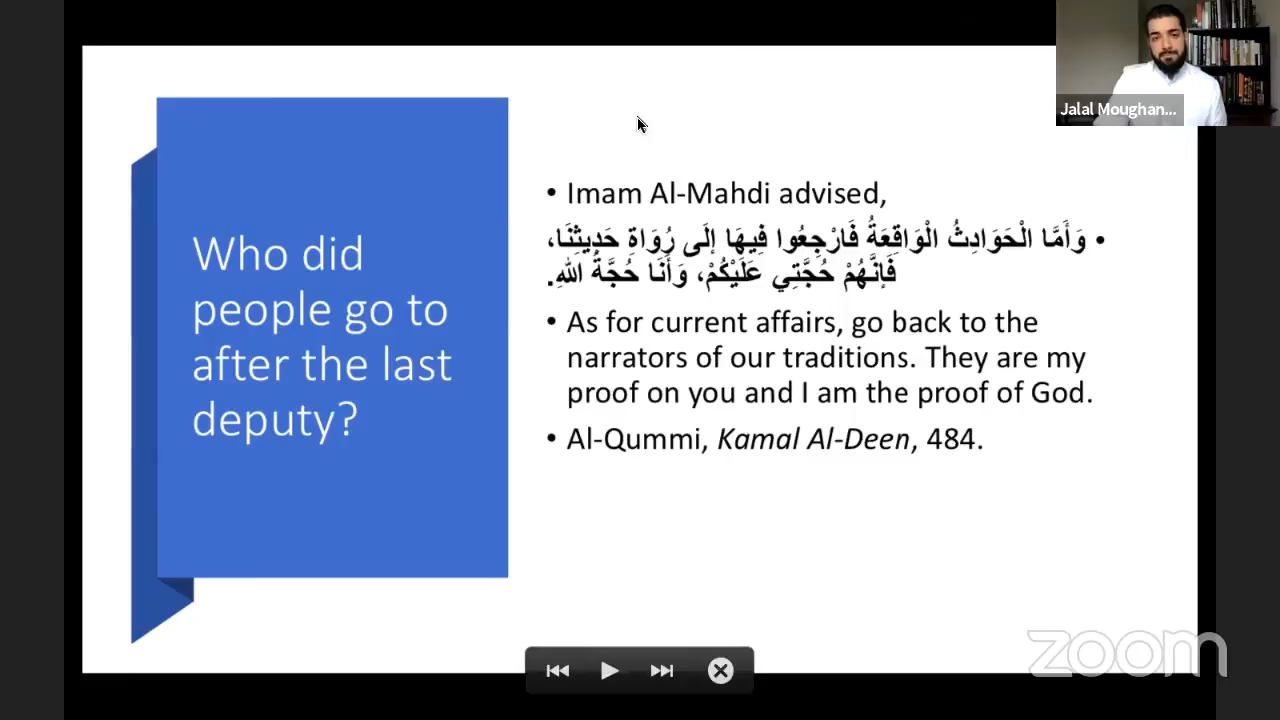 Jalal Moughan...
Who did
people go to
after the last
deputy?
• Imam Al-Mahdi advised,
• وَأَمَّا الْحَوَادِثُ الْوَاقِعَةُ فَارْجِعُوا فِيهَا إلَى رُوَاةِ حَدِيثِنَا،
فَإنَّهُمْ حُجَّتِي عَلَيْكُمْ، وَأَنَا حُجَّةُ اللهِ.
• As for current affairs, go back to the
narrators of our traditions. They are my
proof on you and I am the proof of God.
• Al-Qummi, Kamal Al-Deen, 484.
zoom